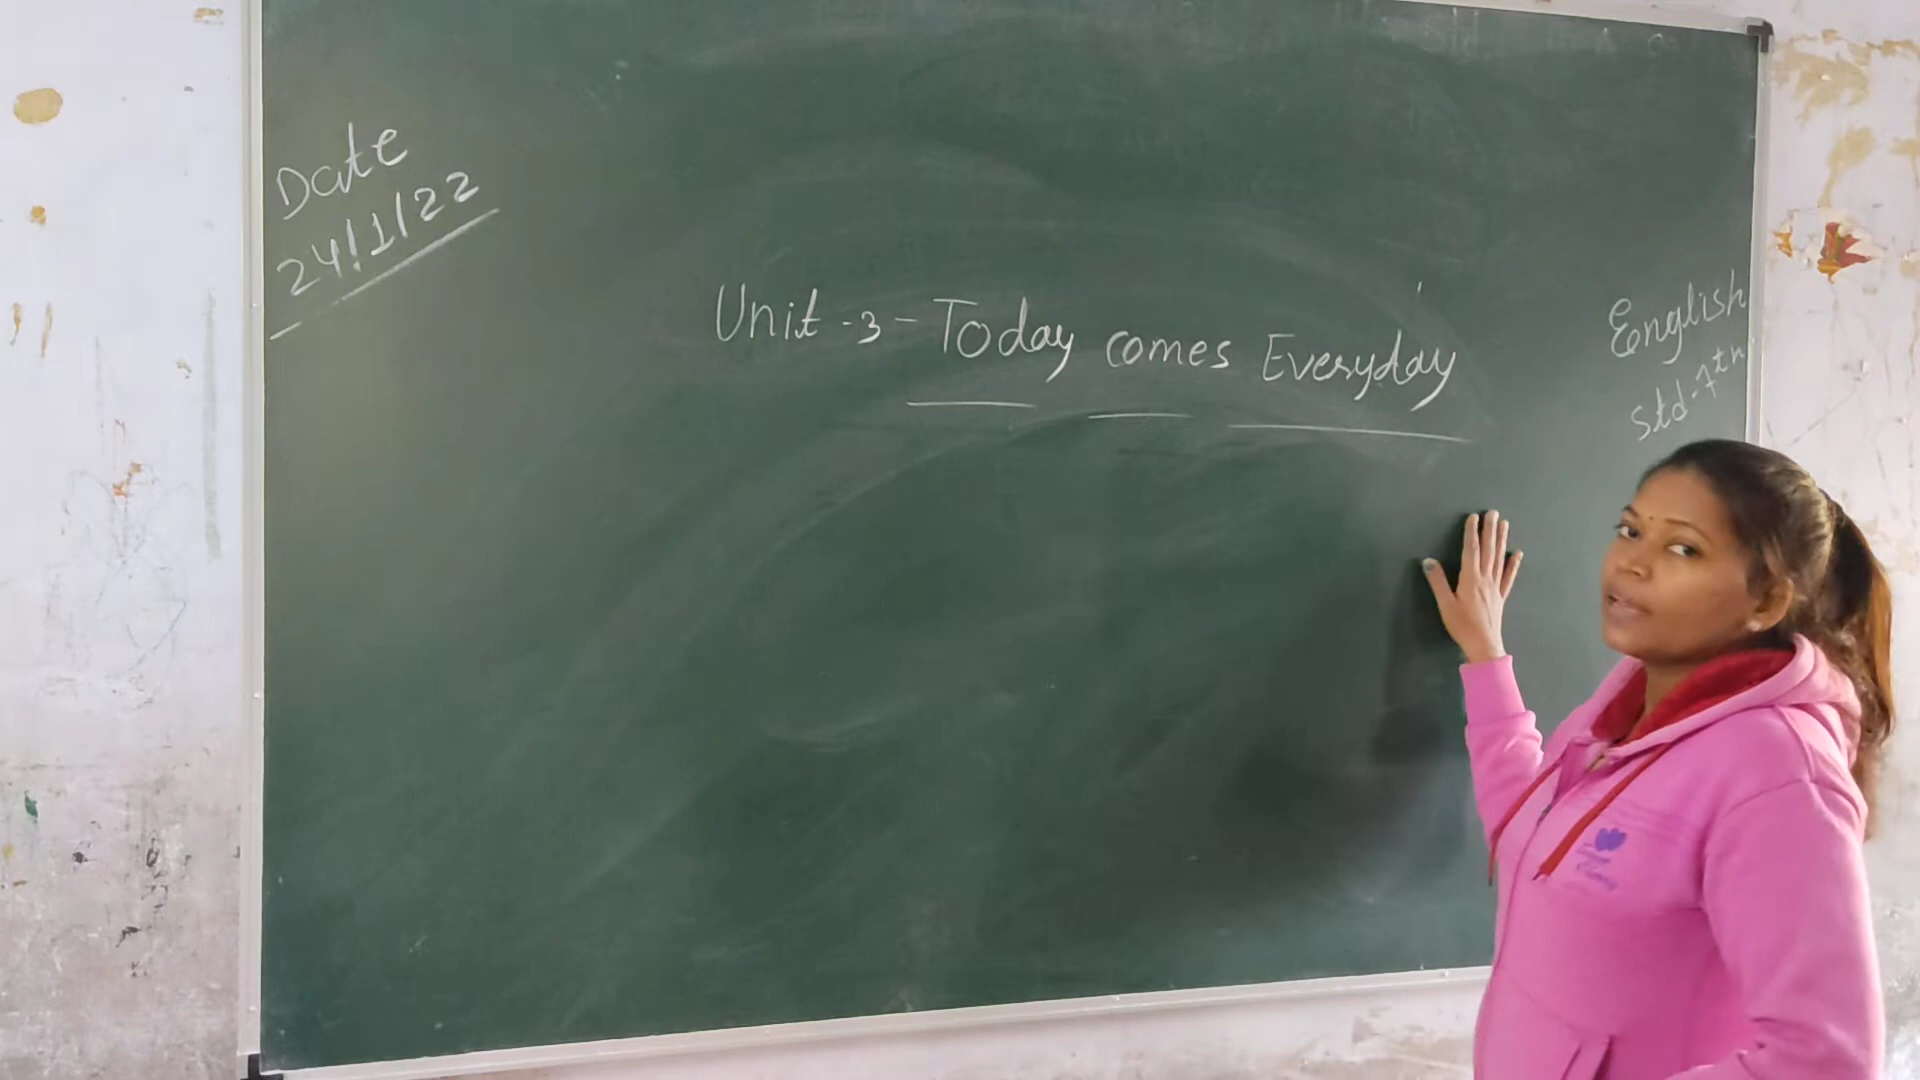 Date
24/1/22
Unit -3 - Today comes Everyday
English
Std-7th